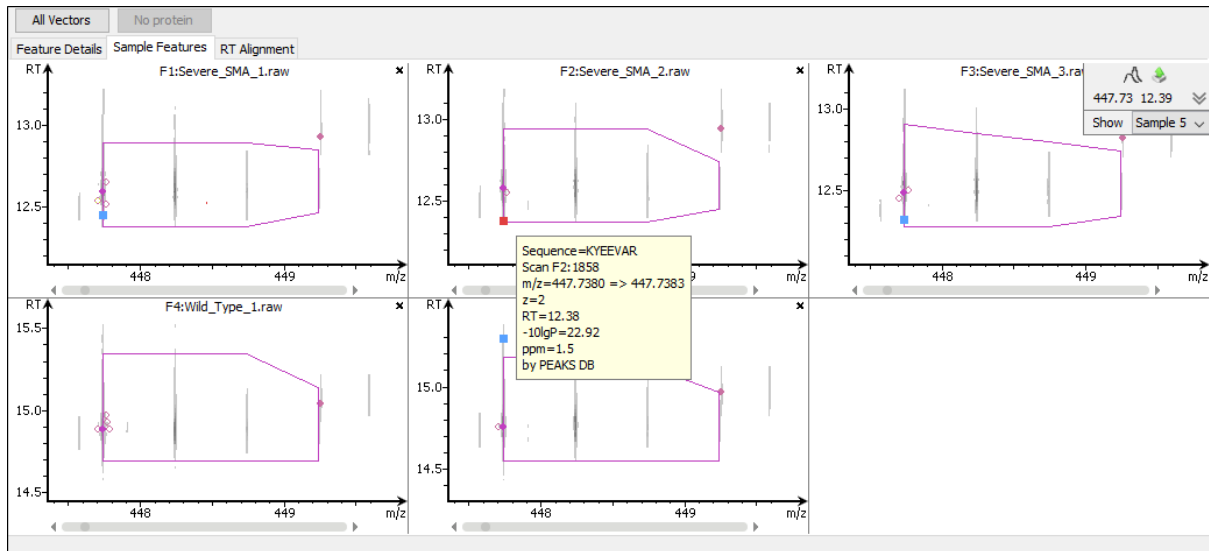 All Vectors No protein
Feature Details Sample Features RT Alignment
RT F1:Severe_SMA_1.raw ×
13.0
12.5
448 449 m/z
RT F2:Severe_SMA_2.raw ×
13.0
12.5
Sequence=KYEEVAR
Scan F2:1858
m/z=447.7380 => 447.7383
z=2
RT=12.38
-10lgP=22.92
ppm=1.5
by PEAKS DB
RT F3:Severe_SMA_3.raw
13.0
12.5
448 449 m/z
447.73 12.39
Show Sample 5
RT F4:Wild_Type_1.raw ×
15.5
15.0
14.5
448 449 m/z
RT ×
15.0
14.5
448 449 m/z